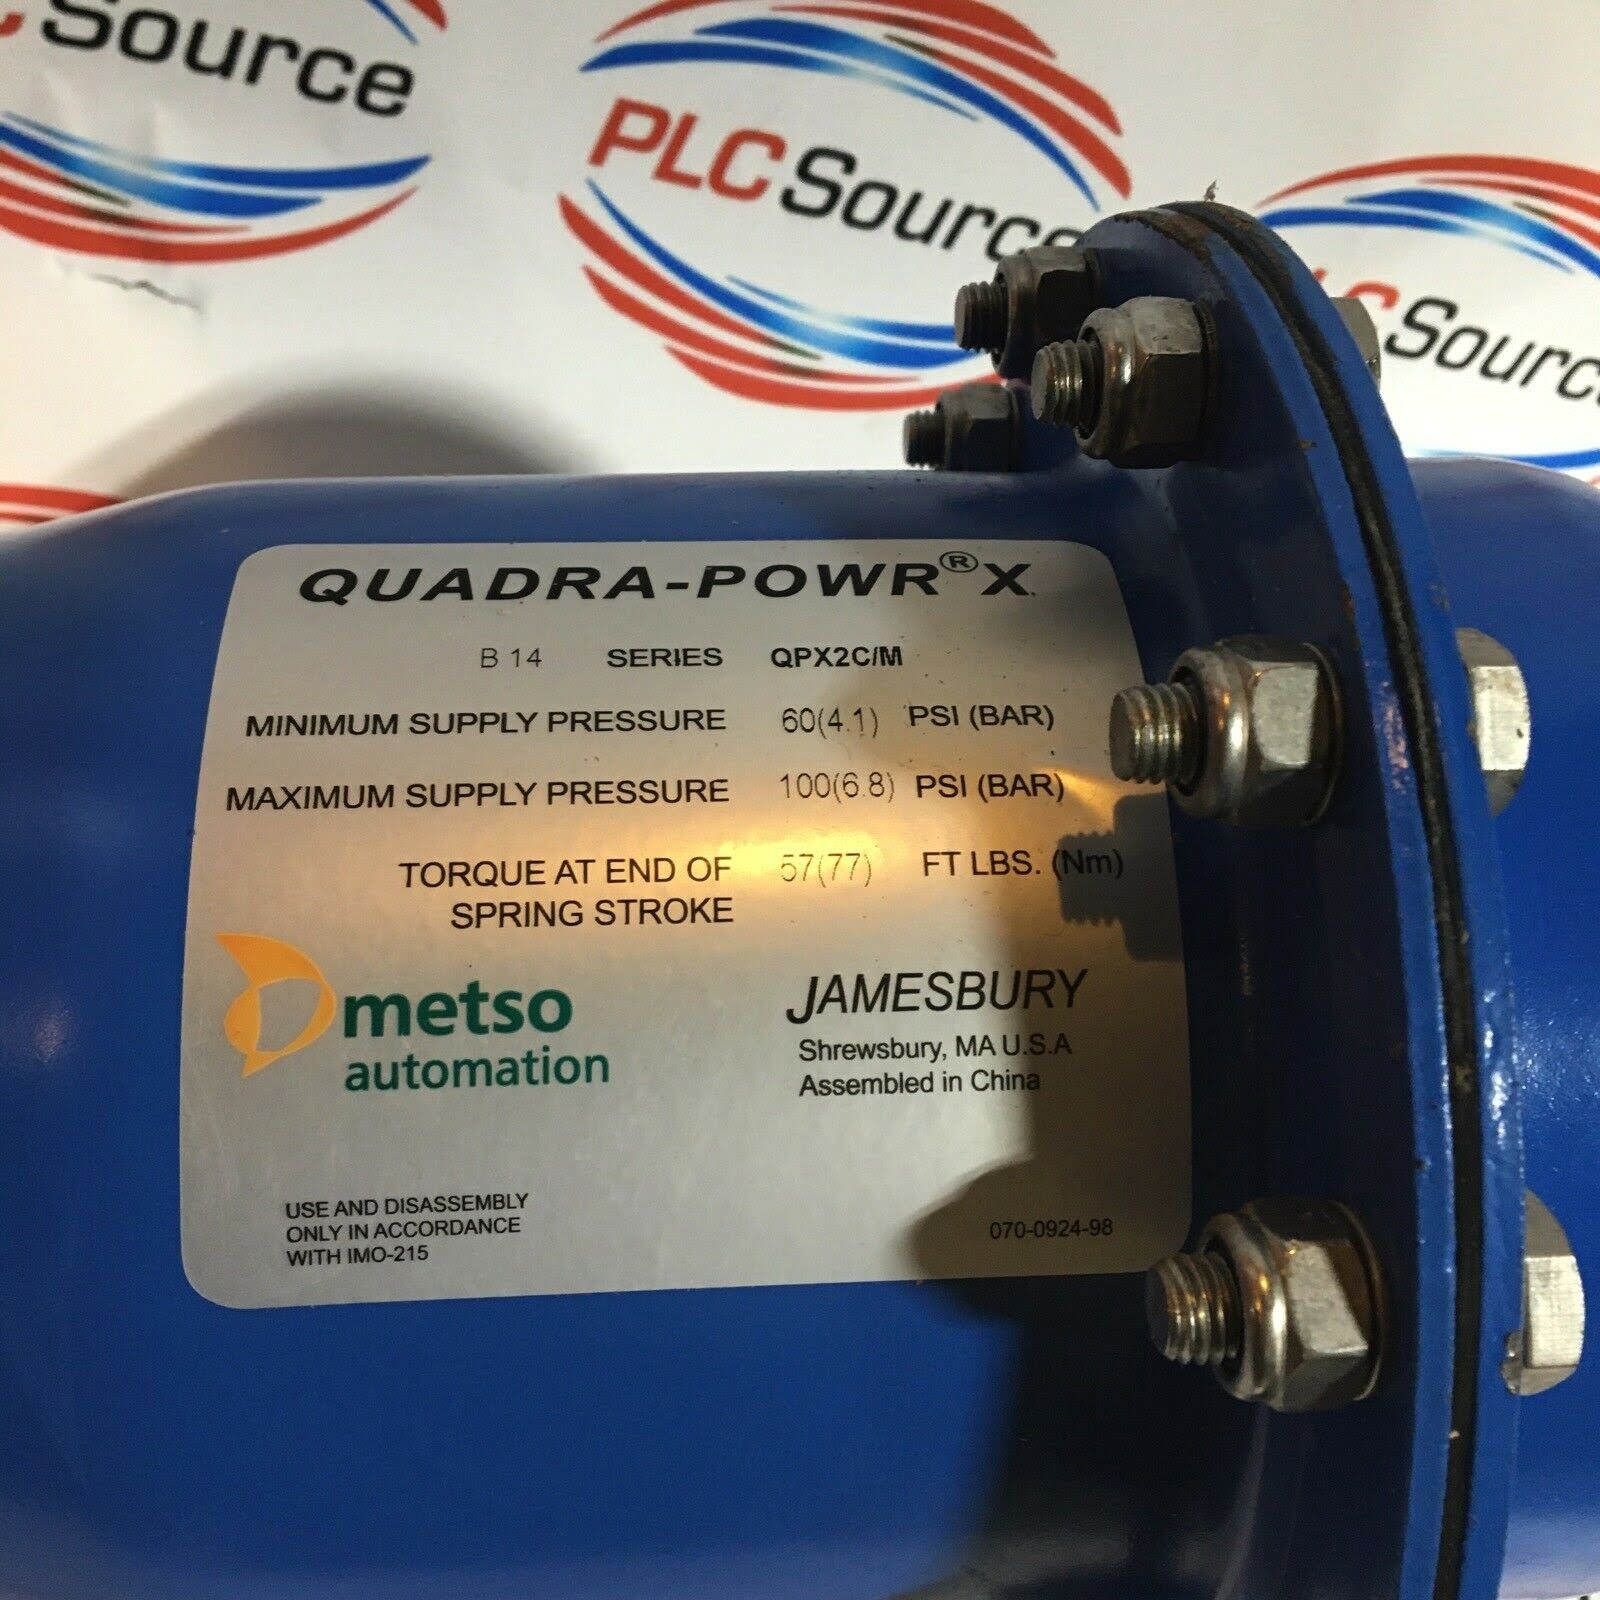 C Source
PLC Source
PLC Source
QUADRA-POWR® X
B 14 SERIES QPX2C/M
MINIMUM SUPPLY PRESSURE 60(4.1) PSI (BAR)
MAXIMUM SUPPLY PRESSURE 100(6.8) PSI (BAR)
TORQUE AT END OF 57(77) FT LBS. (Nm)
SPRING STROKE
metso
automation
JAMESBURY
Shrewsbury, MA U.S.A
Assembled in China
USE AND DISASSEMBLY
ONLY IN ACCORDANCE
WITH IMO-215
070-0924-98